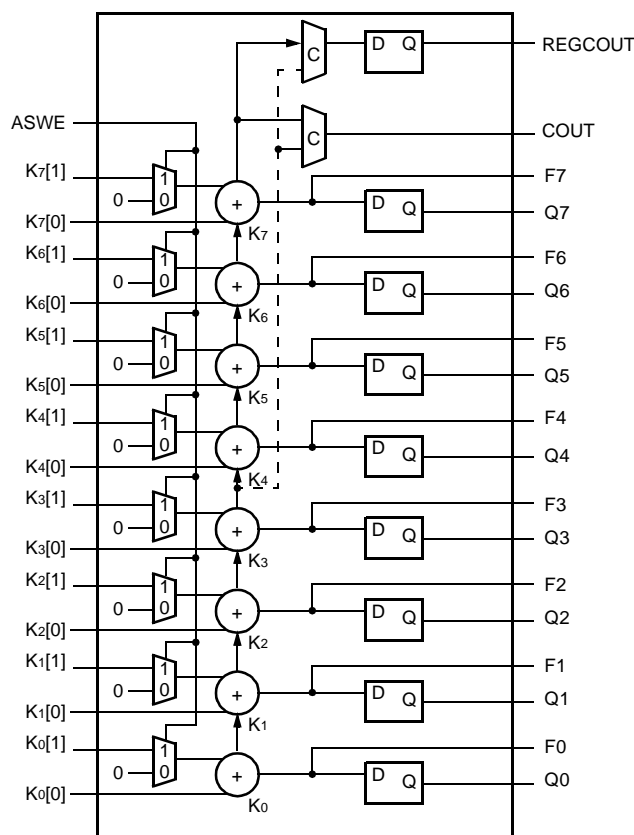 D Q REGCOUT
C
ASWE
C COUT
K7[1] 1 F7
0 0 + D Q Q7
K7[0] K7
K6[1] 1 F6
0 0 + D Q Q6
K6[0] K6
K5[1] 1 F5
0 0 + D Q Q5
K5[0] K5
K4[1] 1 F4
0 0 + D Q Q4
K4[0] K4
K3[1] 1 F3
0 0 + D Q Q3
K3[0] K3
K2[1] 1 F2
0 0 + D Q Q2
K2[0] K2
K1[1] 1 F1
0 0 + D Q Q1
K1[0] K1
K0[1] 1 F0
0 0 + D Q Q0
K0[0] K0